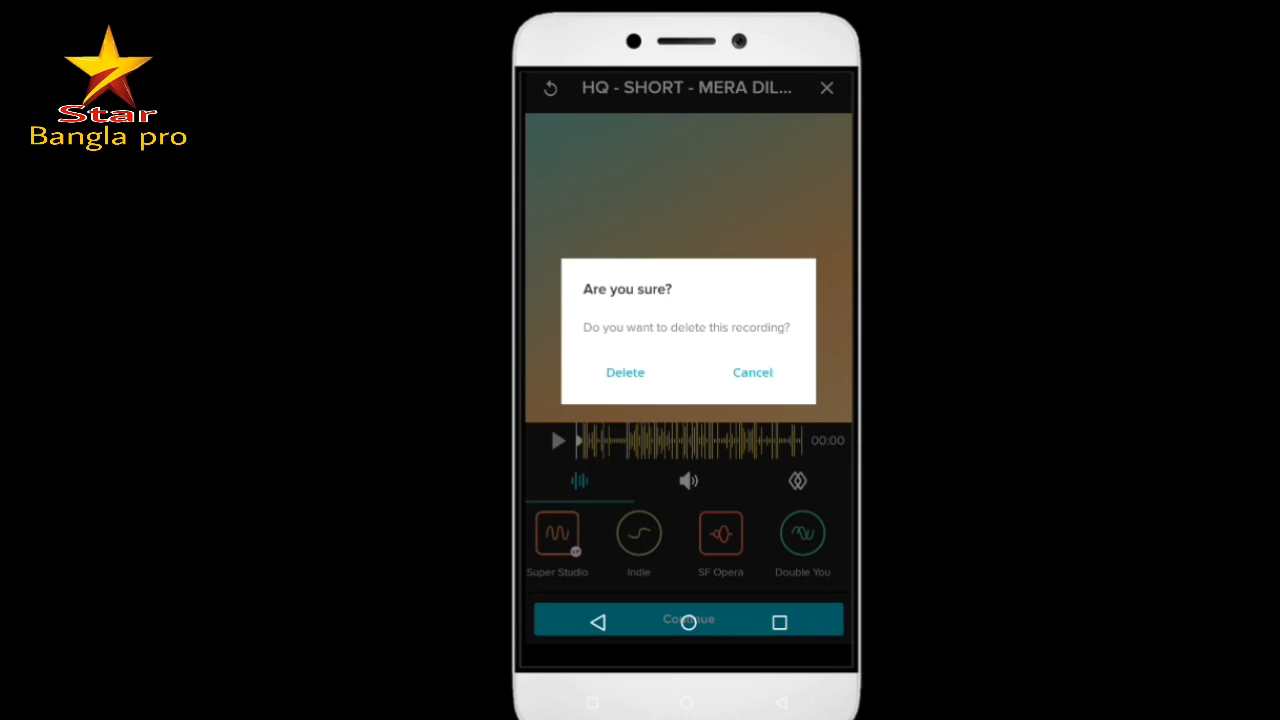 Star
Bangla pro
HQ - SHORT - MERA DIL...
Are you sure?
Do you want to delete this recording?
Delete
Cancel
00:00
Super Studio
Indie
SF Opera
Double You
Continue